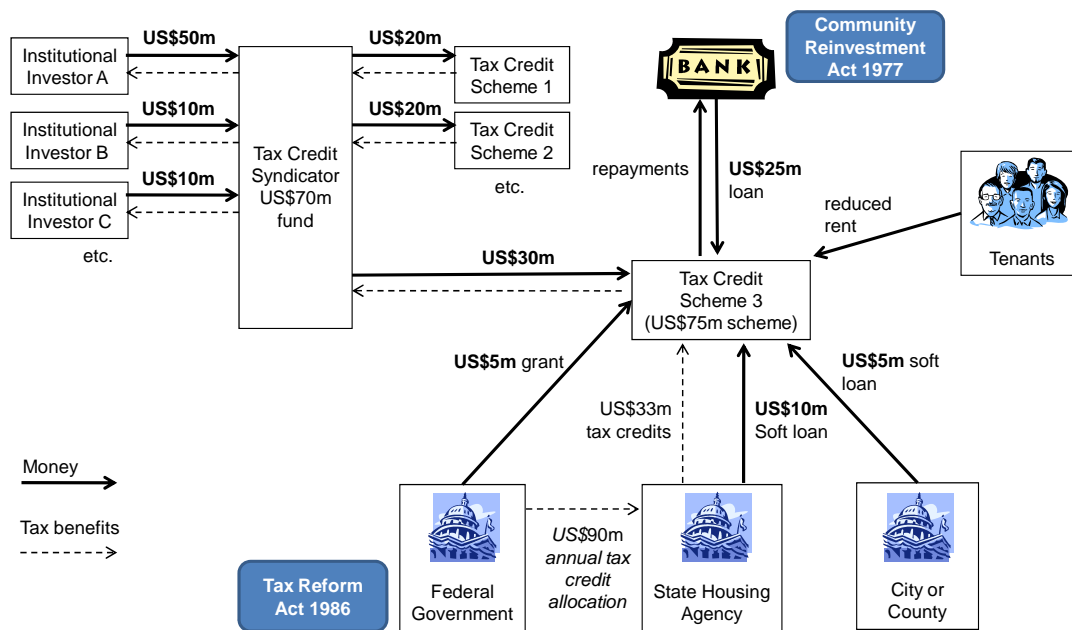 US$50m
US$20m
Community
Reinvestment
Act 1977
Institutional
Investor A
Tax Credit
Scheme 1
BANK
US$10m
US$20m
Institutional
Investor B
Tax Credit
Syndicator
US$70m
fund
Tax Credit
Scheme 2
etc.
US$10m
Institutional
Investor C
etc.
repayments
US$25m
loan
reduced
rent
Tenants
US$30m
Tax Credit
Scheme 3
(US$75m scheme)
US$5m grant
US$33m
tax credits
US$10m
Soft loan
US$5m soft
loan
Money
Tax benefits
Tax Reform
Act 1986
Federal
Government
US$90m
annual tax
credit
allocation
State Housing
Agency
City or
County